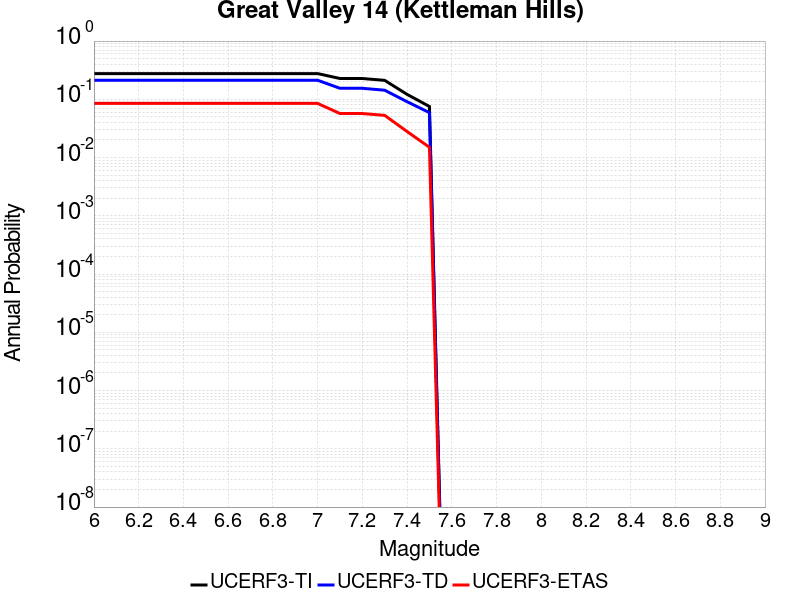 Great Valley 14 (Kettleman Hills)
10^0
10^-1
10^-2
10^-3
10^-4
10^-5
10^-6
10^-7
10^-8
Annual Probability
6 6.2 6.4 6.6 6.8 7 7.2 7.4 7.6 7.8 8 8.2 8.4 8.6 8.8 9
Magnitude
UCERF3-TI UCERF3-TD UCERF3-ETAS